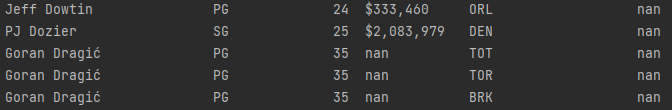 Jeff Dowtin PG 24 $333,460 ORL nan
PJ Dozier SG 25 $2,083,979 DEN nan
Goran Dragić PG 35 nan TOT nan
Goran Dragić PG 35 nan TOR nan
Goran Dragić PG 35 nan BRK nan